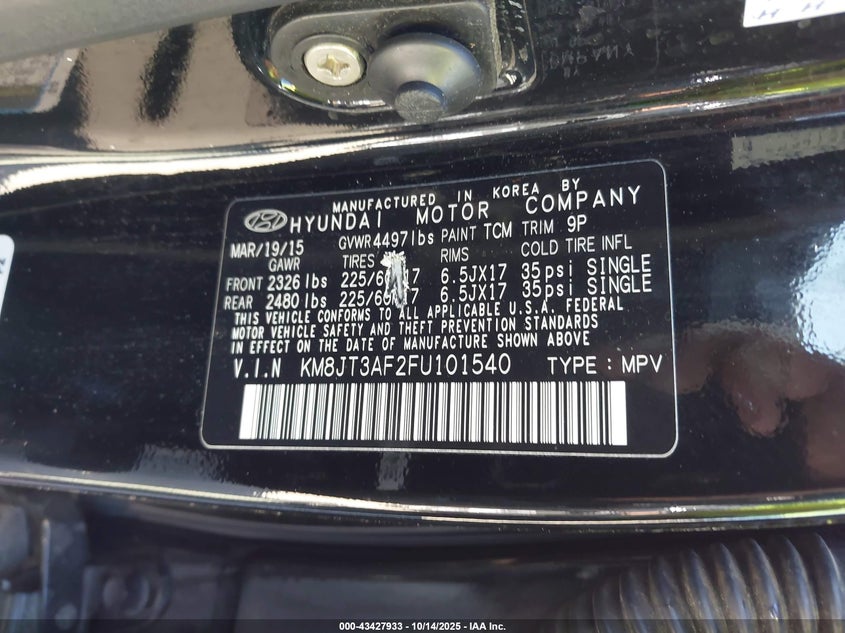 MANUFACTURED IN KOREA BY
HYUNDAI MOTOR COMPANY
MAR/19/15 GVWR 4497lbs PAINT TCM TRIM 9P
GAWR TIRES RIMS COLD TIRE INFL
FRONT 2326 lbs 6.5JX17 35psi SINGLE
REAR 2480 lbs 6.5JX17 35psi SINGLE
THIS VEHICLE CONFORMS TO ALL APPLICABLE U.S.A. FEDERAL
MOTOR VEHICLE SAFETY AND THEFT PREVENTION STANDARDS
IN EFFECT ON THE DATE OF MANUFACTURE SHOWN ABOVE
V.I.N KM8JT3AF2FU101540 TYPE : MPV
000-43427933 - 10/14/2025 - IAA Inc.